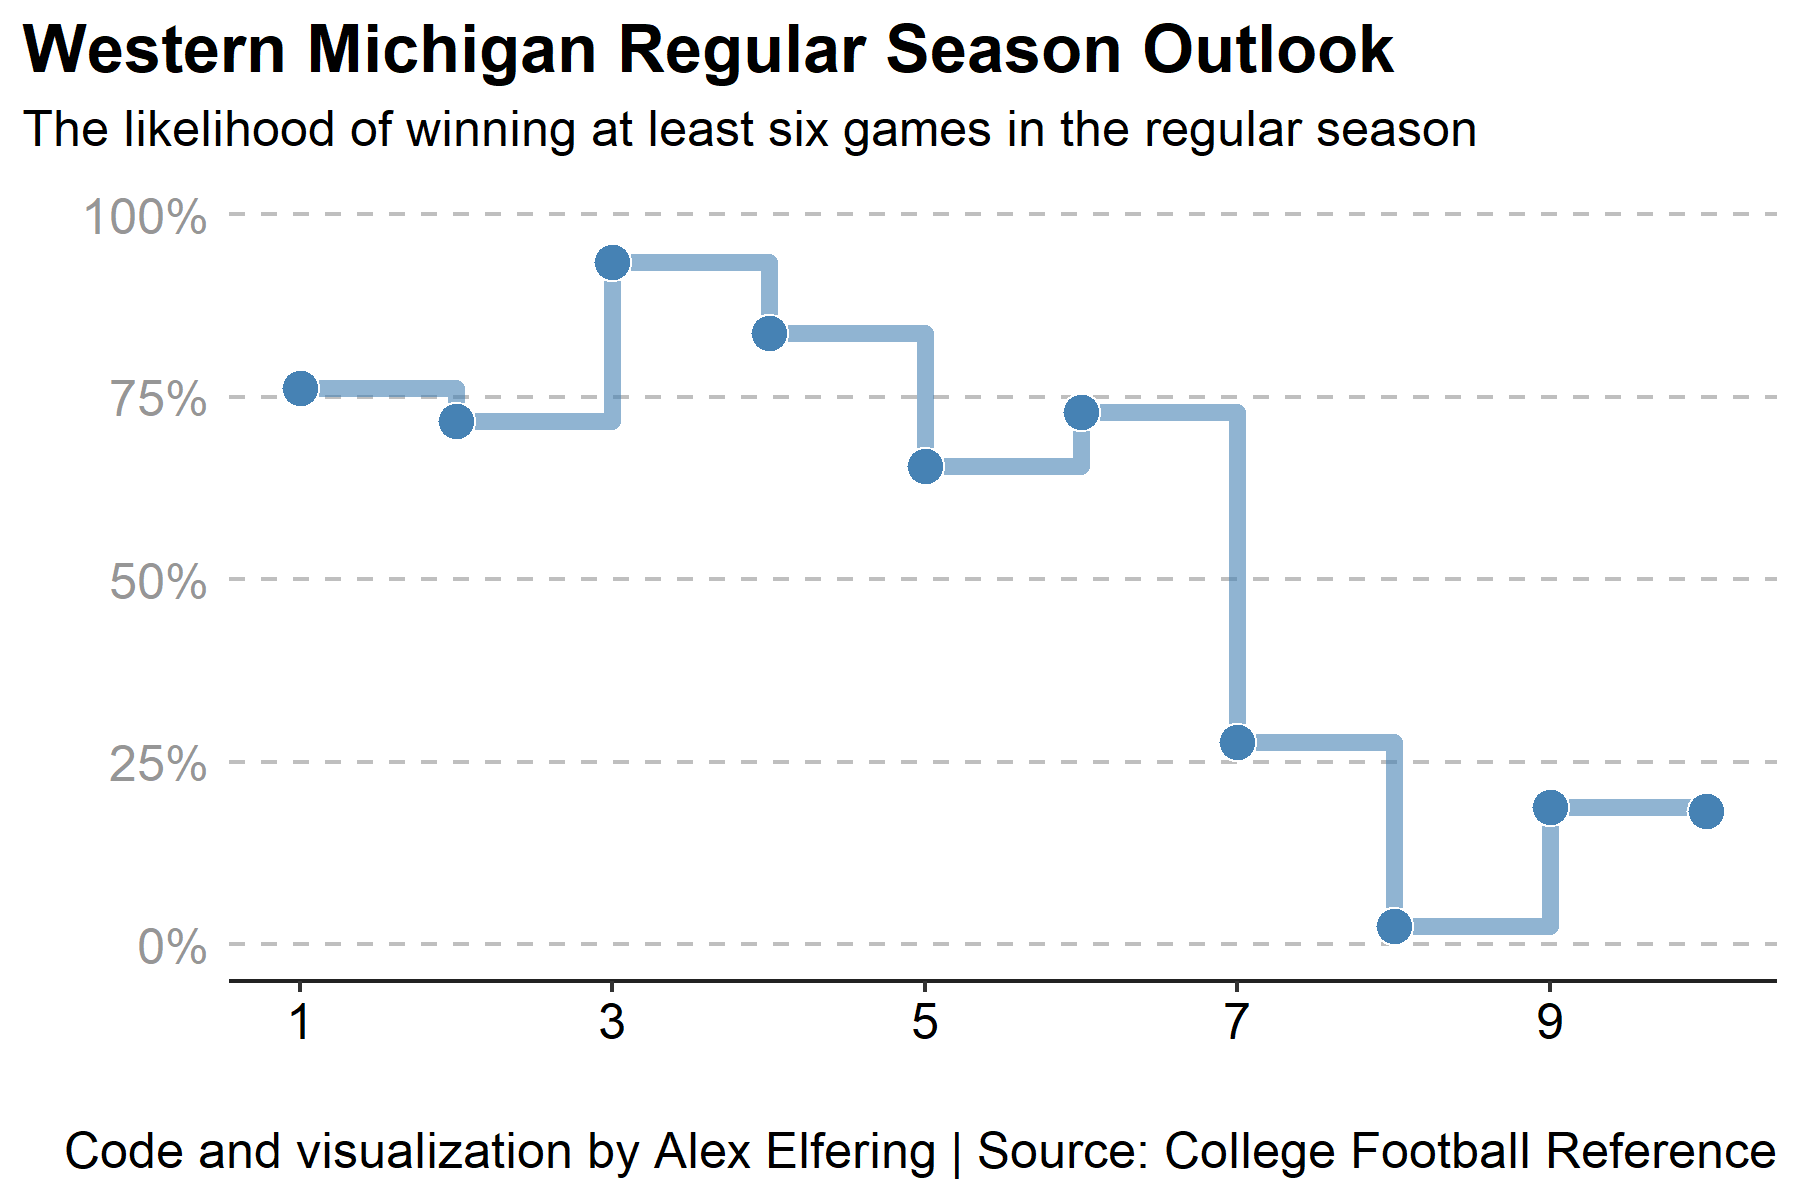 Western Michigan Regular Season Outlook
The likelihood of winning at least six games in the regular season
100%
75%
50%
25%
0%
1 3 5 7 9
Code and visualization by Alex Elfering | Source: College Football Reference